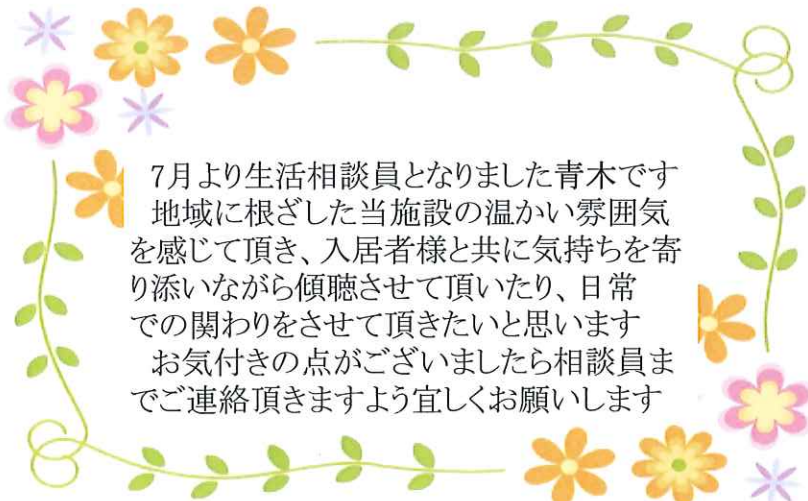 7月より生活相談員となりました青木です
地域に根ざした当施設の温かい雰囲気
を感じて頂き、入居者様と共に気持ちを寄
り添いながら傾聴させて頂いたり、日常
での関わりをさせて頂きたいと思います
お気付きの点がございましたら相談員ま
でご連絡頂きますよう宜しくお願いします